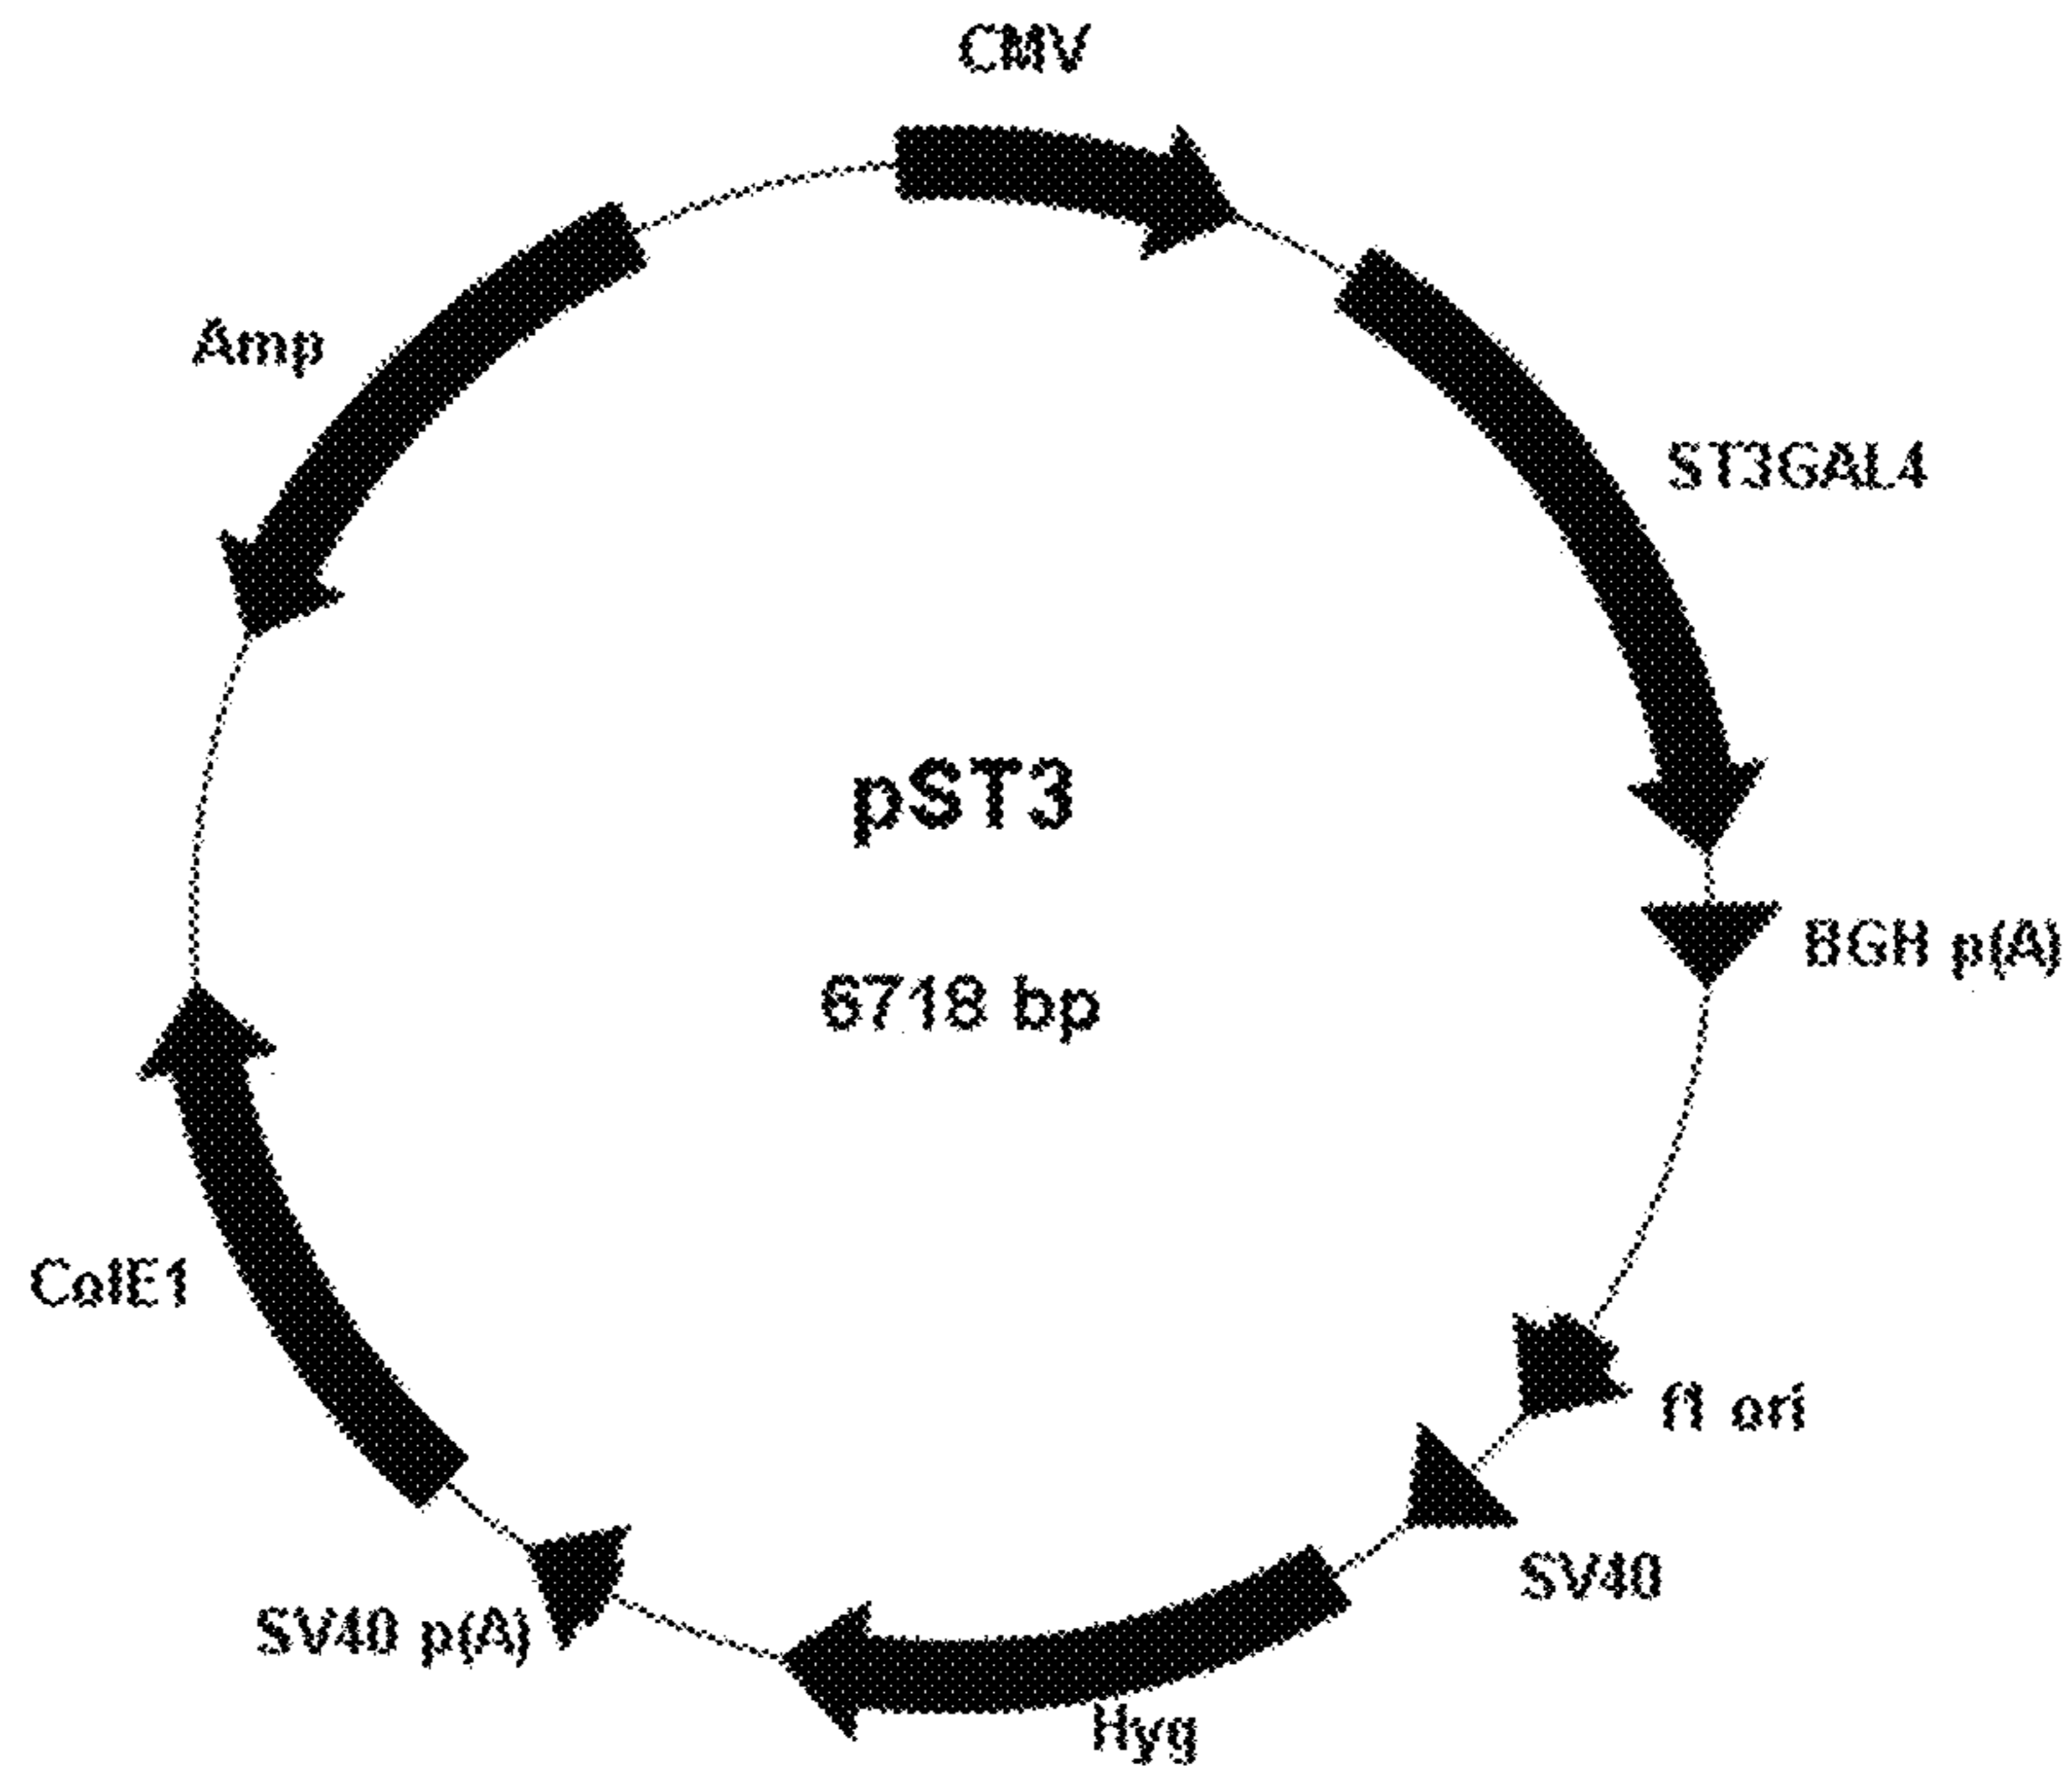 CMV
Amp
ST3GAL4
pST3
BGH p(A)
6718 bp
ColE1
f1 ori
SV40
SV40 p(A)
Hyg